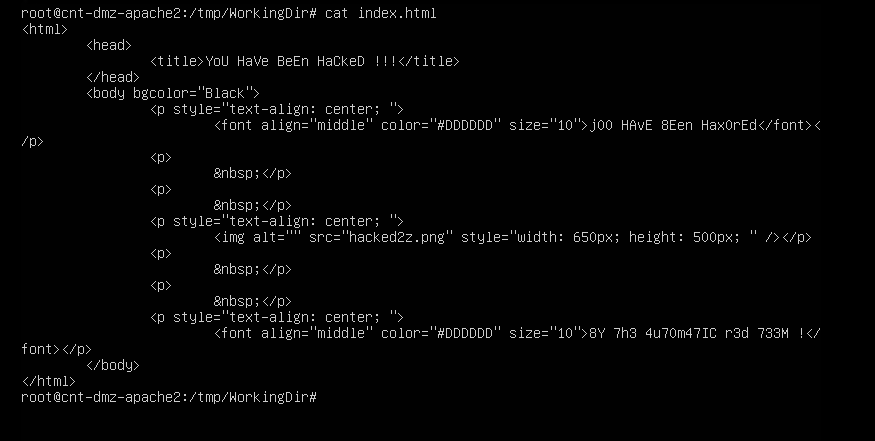 root@cnt-dmz-apache2:/tmp/WorkingDir# cat index.html
<html>
        <head>
                <title>YoU HaVe BeEn HaCkeD !!!</title>
        </head>
        <body bgcolor="Black">
                <p style="text-align: center; ">
                        <font align="middle" color="#DDDDDD" size="10">j00 HAvE 8Een Hax0rEd</font><
/p>
                <p>
                        &nbsp;</p>
                <p>
                        &nbsp;</p>
                <p style="text-align: center; ">
                        <img alt="" src="hacked2z.png" style="width: 650px; height: 500px; " /></p>
                <p>
                        &nbsp;</p>
                <p>
                        &nbsp;</p>
                <p style="text-align: center; ">
                        <font align="middle" color="#DDDDDD" size="10">8Y 7h3 4u70m47IC r3d 733M !</
font></p>
        </body>
</html>
root@cnt-dmz-apache2:/tmp/WorkingDir#